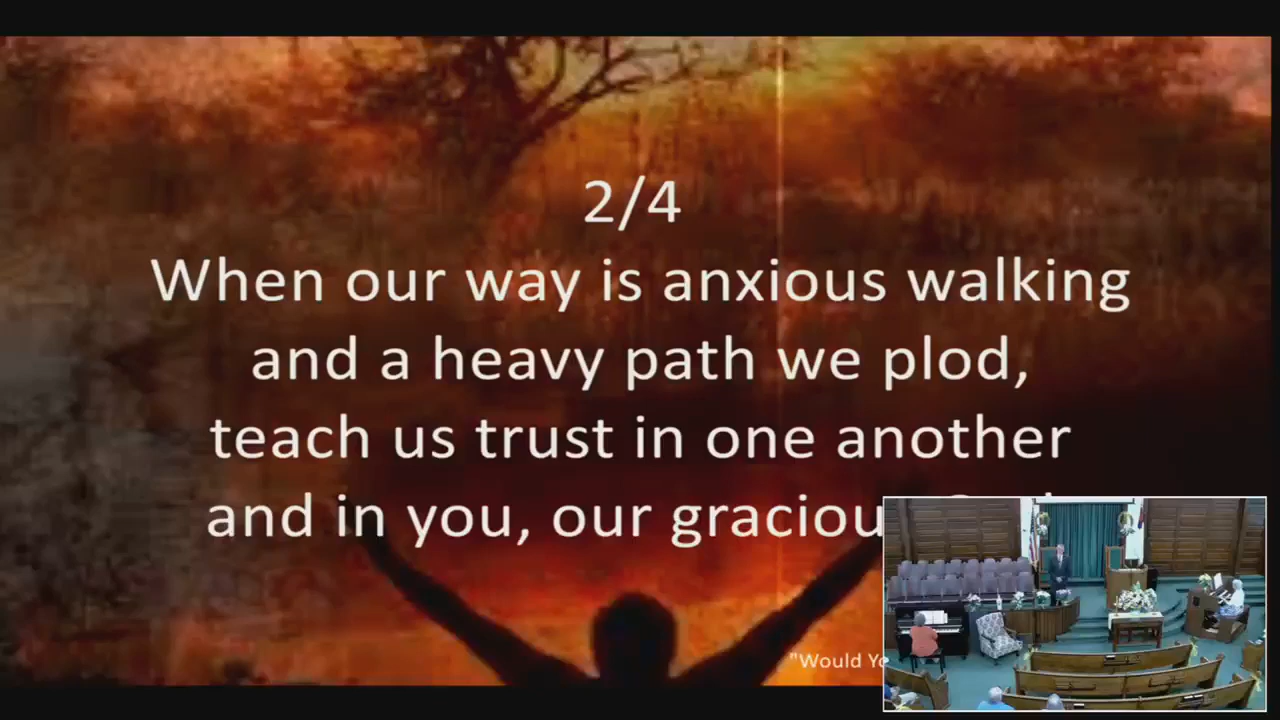 2/4
When our way is anxious walking
and a heavy path we plod,
teach us trust in one another
and in you, our graciou
"Would Yo